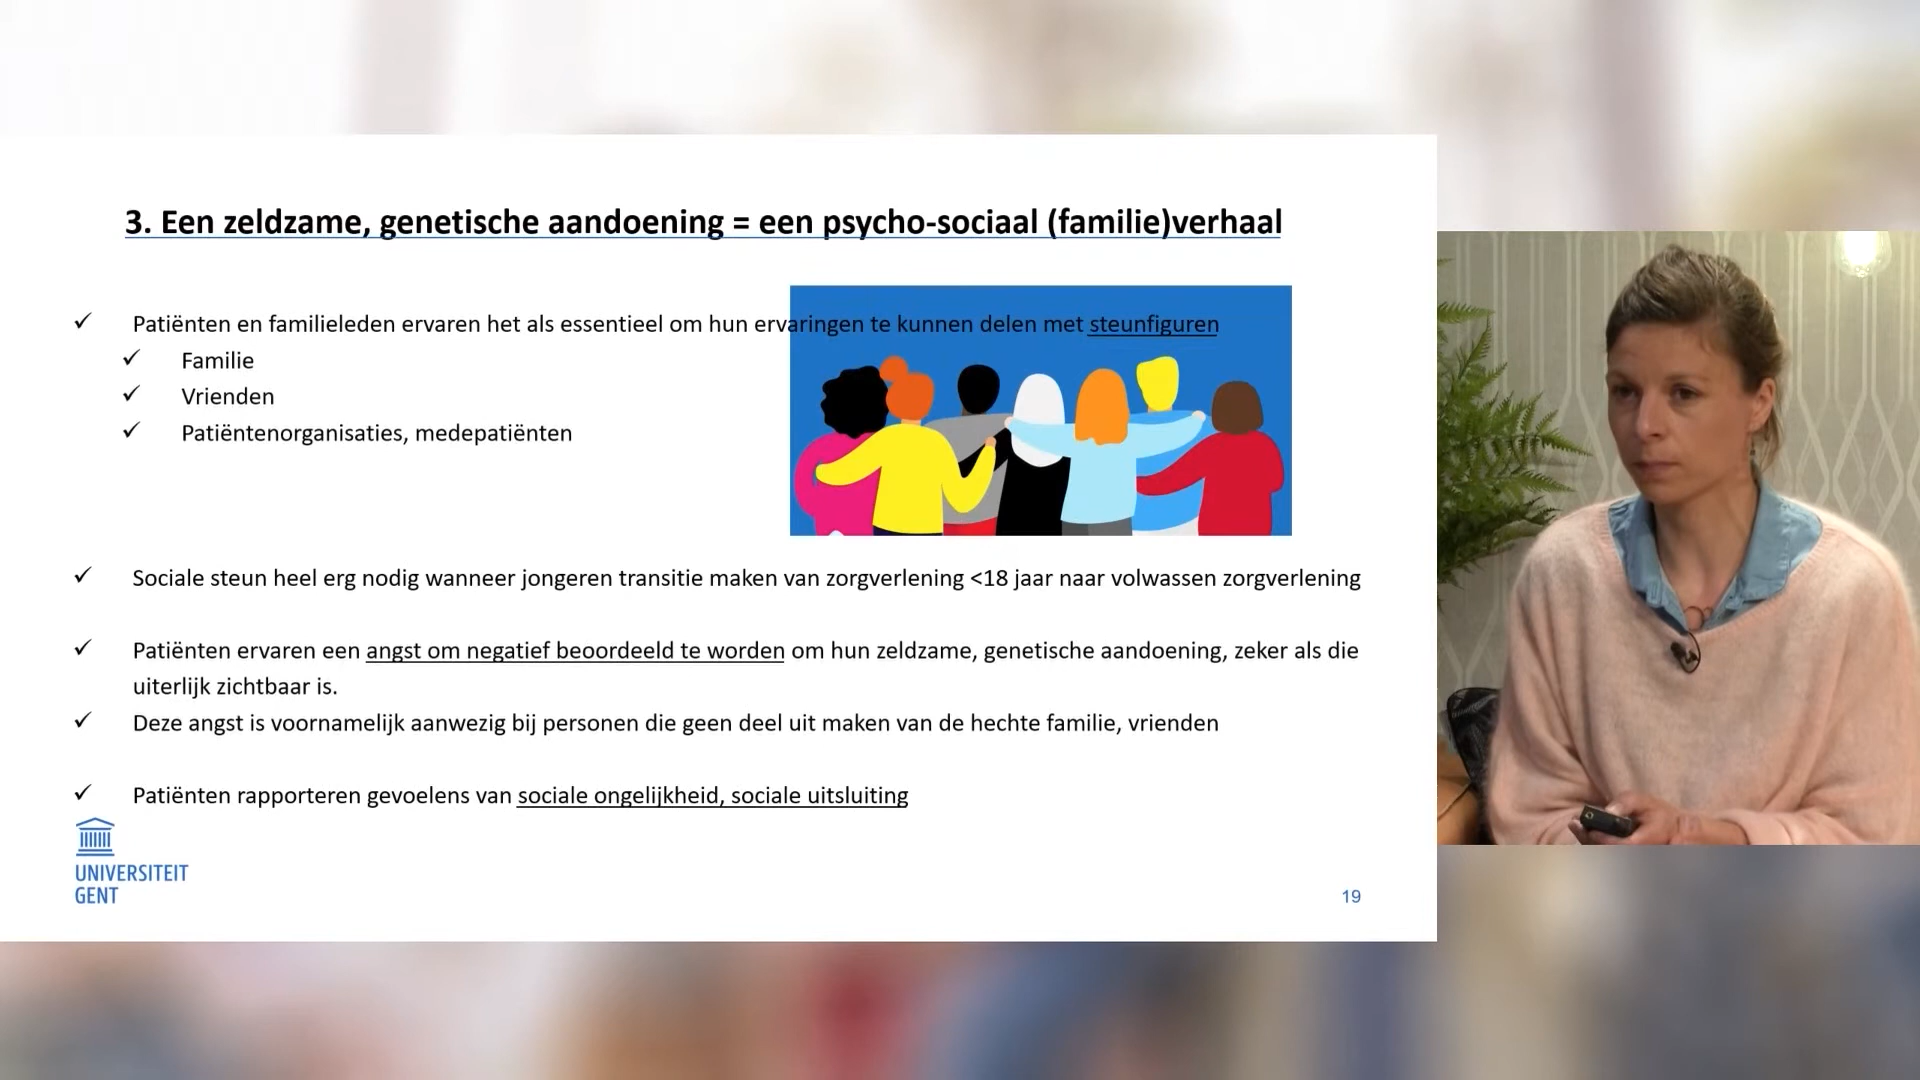 3. Een zeldzame, genetische aandoening = een psycho-sociaal (familie)verhaal
✓ Patiënten en familieleden ervaren het als essentieel om hun ervaringen te kunnen delen met steunfiguren
✓ Familie
✓ Vrienden
✓ Patiëntenorganisaties, medepatiënten
✓ Sociale steun heel erg nodig wanneer jongeren transitie maken van zorgverlening <18 jaar naar volwassen zorgverlening
✓ Patiënten ervaren een angst om negatief beoordeeld te worden om hun zeldzame, genetische aandoening, zeker als die
uiterlijk zichtbaar is.
✓ Deze angst is voornamelijk aanwezig bij personen die geen deel uit maken van de hechte familie, vrienden
✓ Patiënten rapporteren gevoelens van sociale ongelijkheid, sociale uitsluiting
UNIVERSITEIT
GENT
19